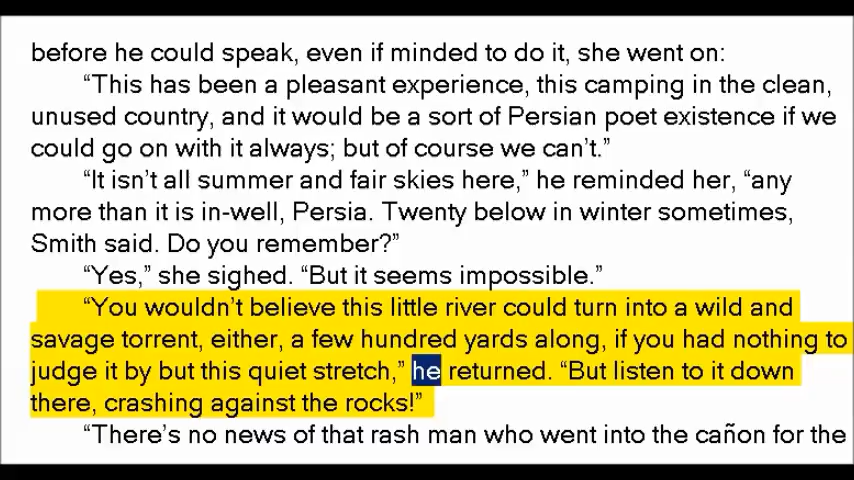 before he could speak, even if minded to do it, she went on:
“This has been a pleasant experience, this camping in the clean,
unused country, and it would be a sort of Persian poet existence if we
could go on with it always; but of course we can’t.”
“It isn’t all summer and fair skies here,” he reminded her, “any
more than it is in-well, Persia. Twenty below in winter sometimes,
Smith said. Do you remember?”
“Yes,” she sighed. “But it seems impossible.”
“You wouldn’t believe this little river could turn into a wild and
savage torrent, either, a few hundred yards along, if you had nothing to
judge it by but this quiet stretch,” he returned. “But listen to it down
there, crashing against the rocks!”
“There’s no news of that rash man who went into the cañon for the